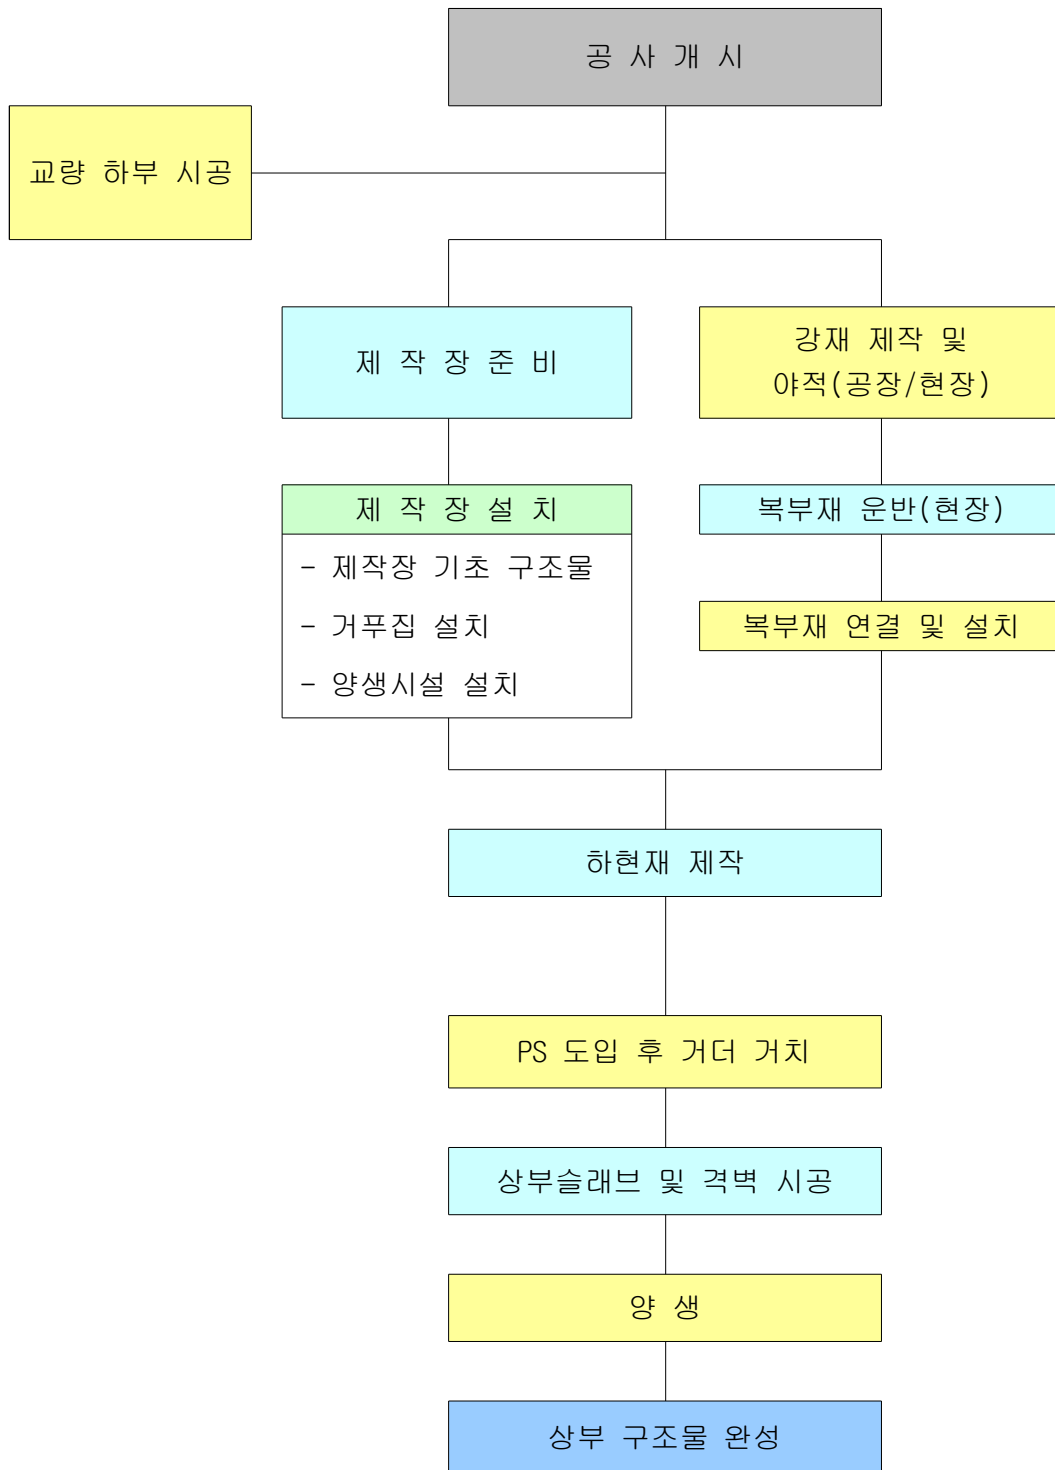 공 사 개 시
교량 하부 시공
제 작 장 준 비
강재 제작 및
야적(공장/현장)
제 작 장 설 치
- 제작장 기초 구조물
- 거푸집 설치
- 양생시설 설치
복부재 운반(현장)
복부재 연결 및 설치
하현재 제작
PS 도입 후 거더 거치
상부슬래브 및 격벽 시공
양 생
상부 구조물 완성